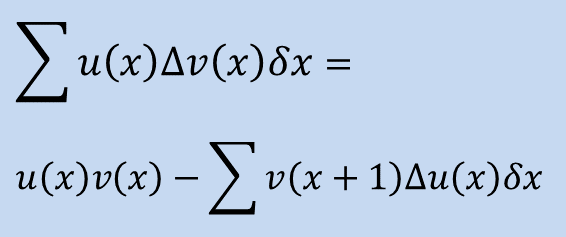 ∑ u(x)Δv(x)δx =
u(x)v(x) − ∑ v(x + 1)Δu(x)δx